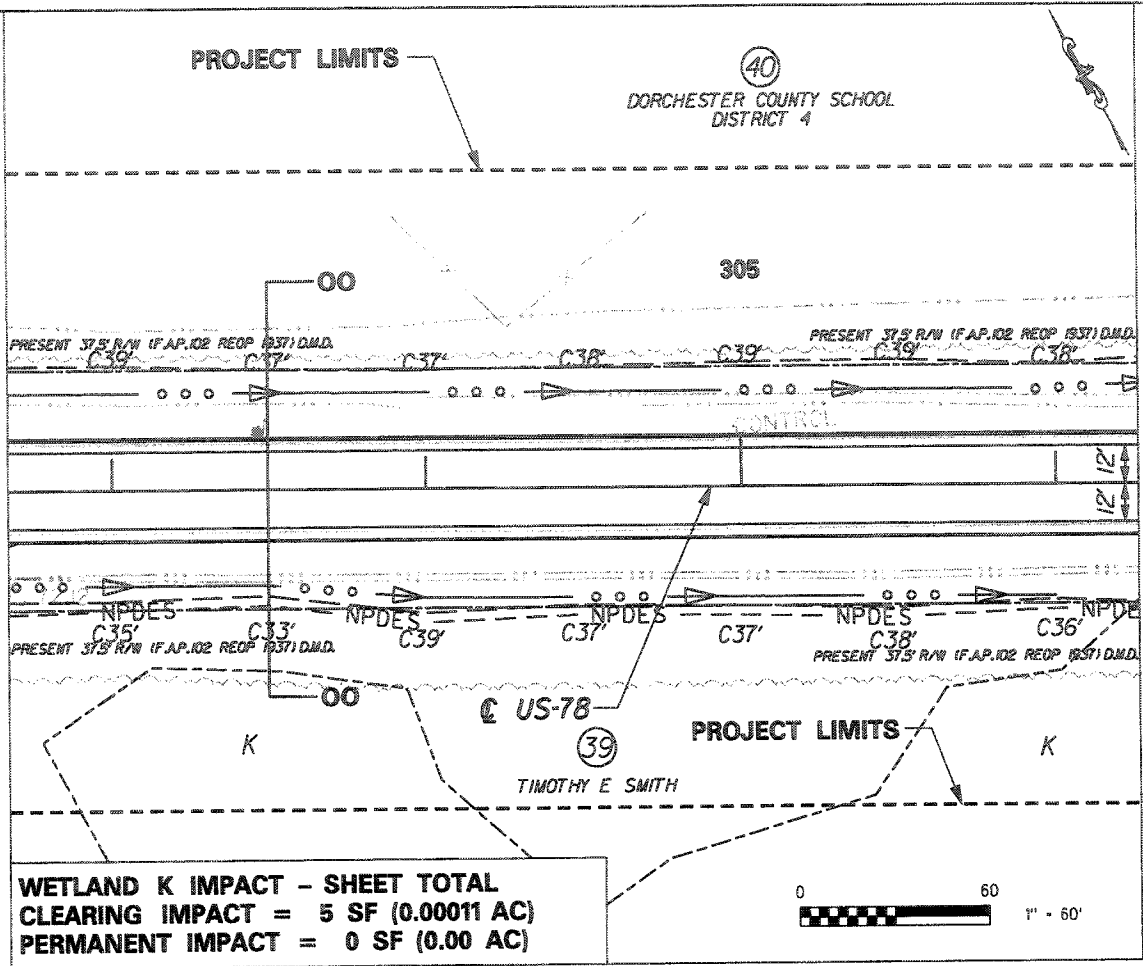 PROJECT LIMITS
40
DORCHESTER COUNTY SCHOOL
DISTRICT 4
305
OO
PRESENT 37.5' R/W (F.A.P.102 REOP 1937) D.M.D.
PRESENT 37.5' R/W (F.A.P.102 REOP 1937) D.M.D.
C39' C37' C37' C38' C39' C39' C38'
CONTROL
12'
12'
NPDES NPDES NPDES NPDES NPDE
C35' C33' C39' C37' C37' C38' C36'
PRESENT 37.5' R/W (F.A.P.102 REOP 1937) D.M.D.
PRESENT 37.5' R/W (F.A.P.102 REOP 1937) D.M.D.
OO
℄ US-78
PROJECT LIMITS
K
39
K
TIMOTHY E SMITH
WETLAND K IMPACT - SHEET TOTAL
CLEARING IMPACT = 5 SF (0.00011 AC)
PERMANENT IMPACT = 0 SF (0.00 AC)
0 60
1" = 60'